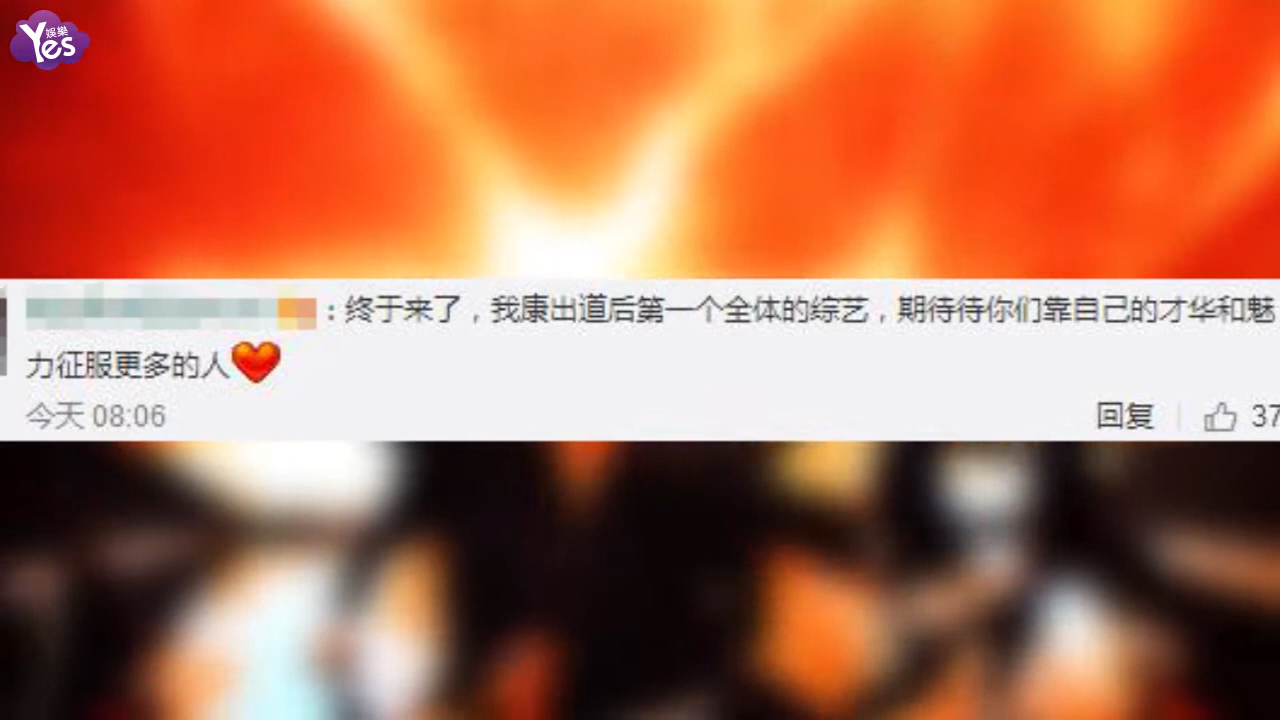 娛樂
Yes
：终于来了，我康出道后第一个全体的综艺，期待待你们靠自己的才华和魅
力征服更多的人
今天 08:06
回复
37